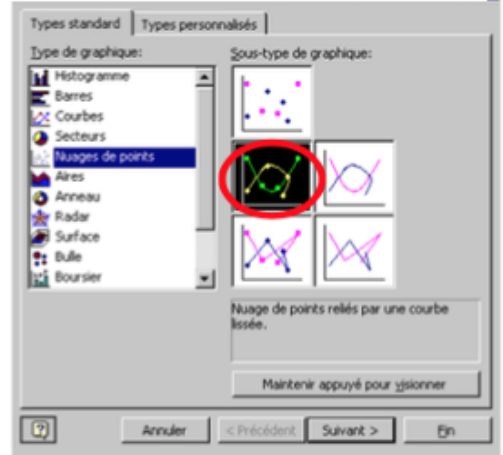 Types standard Types personnalisés
Type de graphique:
Sous-type de graphique:
Histogramme
Barres
Courbes
Secteurs
Nuages de points
Aires
Anneau
Radar
Surface
Bulle
Boursier
Nuage de points reliés par une courbe
lissée.
Maintenir appuyé pour visionner
Annuler < Précédent Suivant > Fin